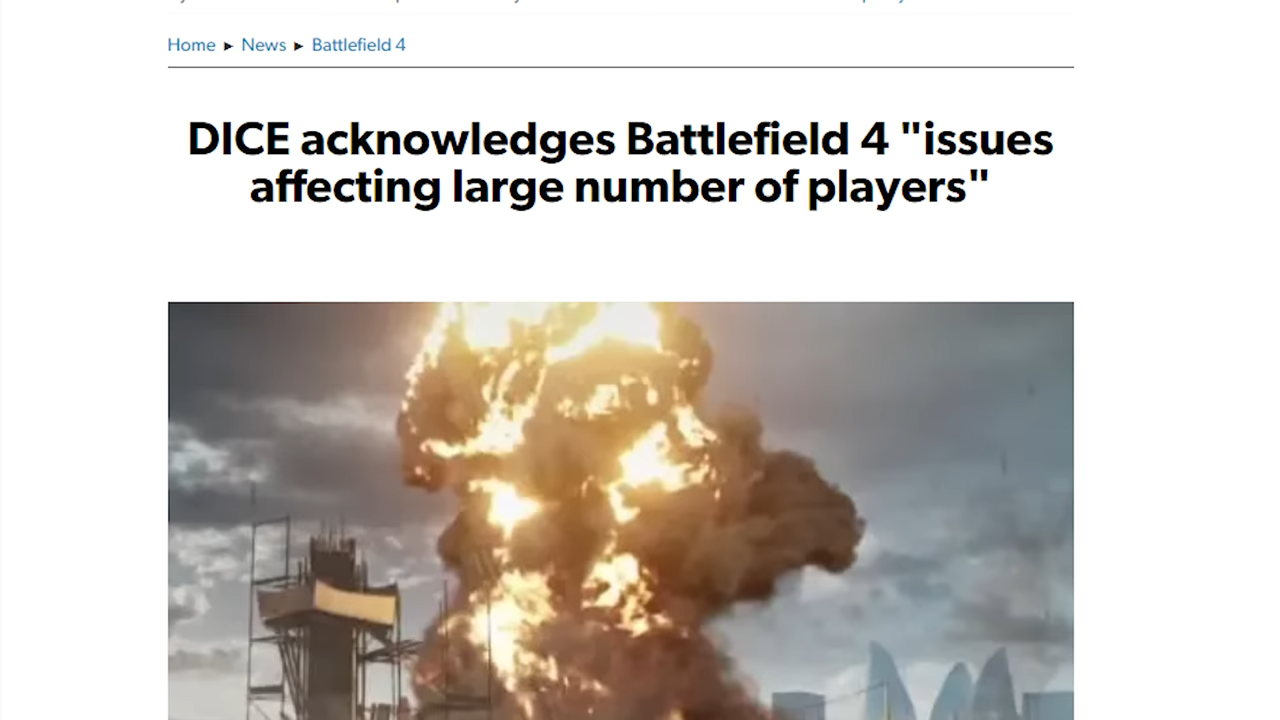 Home ► News ► Battlefield 4
DICE acknowledges Battlefield 4 "issues
affecting large number of players"